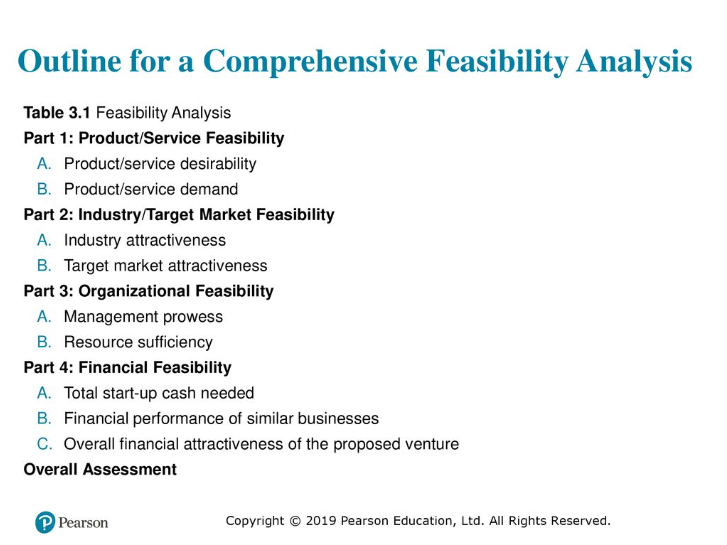 Outline for a Comprehensive Feasibility Analysis
Table 3.1 Feasibility Analysis
Part 1: Product/Service Feasibility
A. Product/service desirability
B. Product/service demand
Part 2: Industry/Target Market Feasibility
A. Industry attractiveness
B. Target market attractiveness
Part 3: Organizational Feasibility
A. Management prowess
B. Resource sufficiency
Part 4: Financial Feasibility
A. Total start-up cash needed
B. Financial performance of similar businesses
C. Overall financial attractiveness of the proposed venture
Overall Assessment
P Pearson
Copyright © 2019 Pearson Education, Ltd. All Rights Reserved.